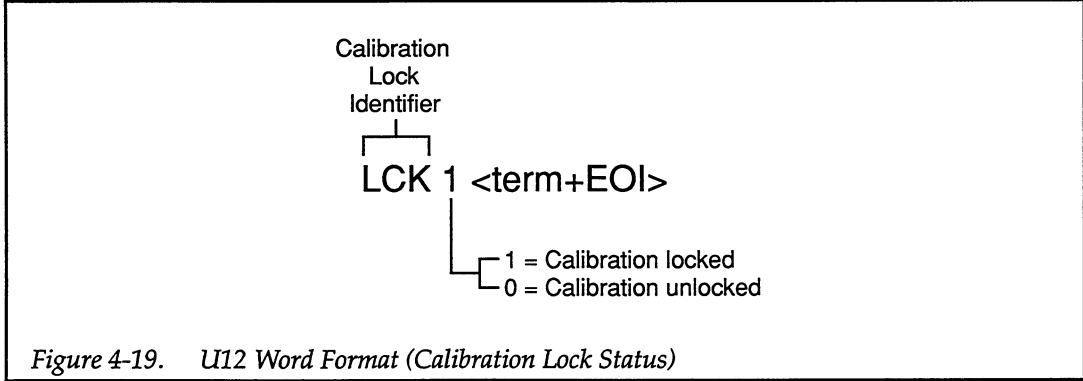 Calibration
Lock
Identifier
LCK 1 <term+EOI>
1 = Calibration locked
0 = Calibration unlocked
Figure 4-19. U12 Word Format (Calibration Lock Status)